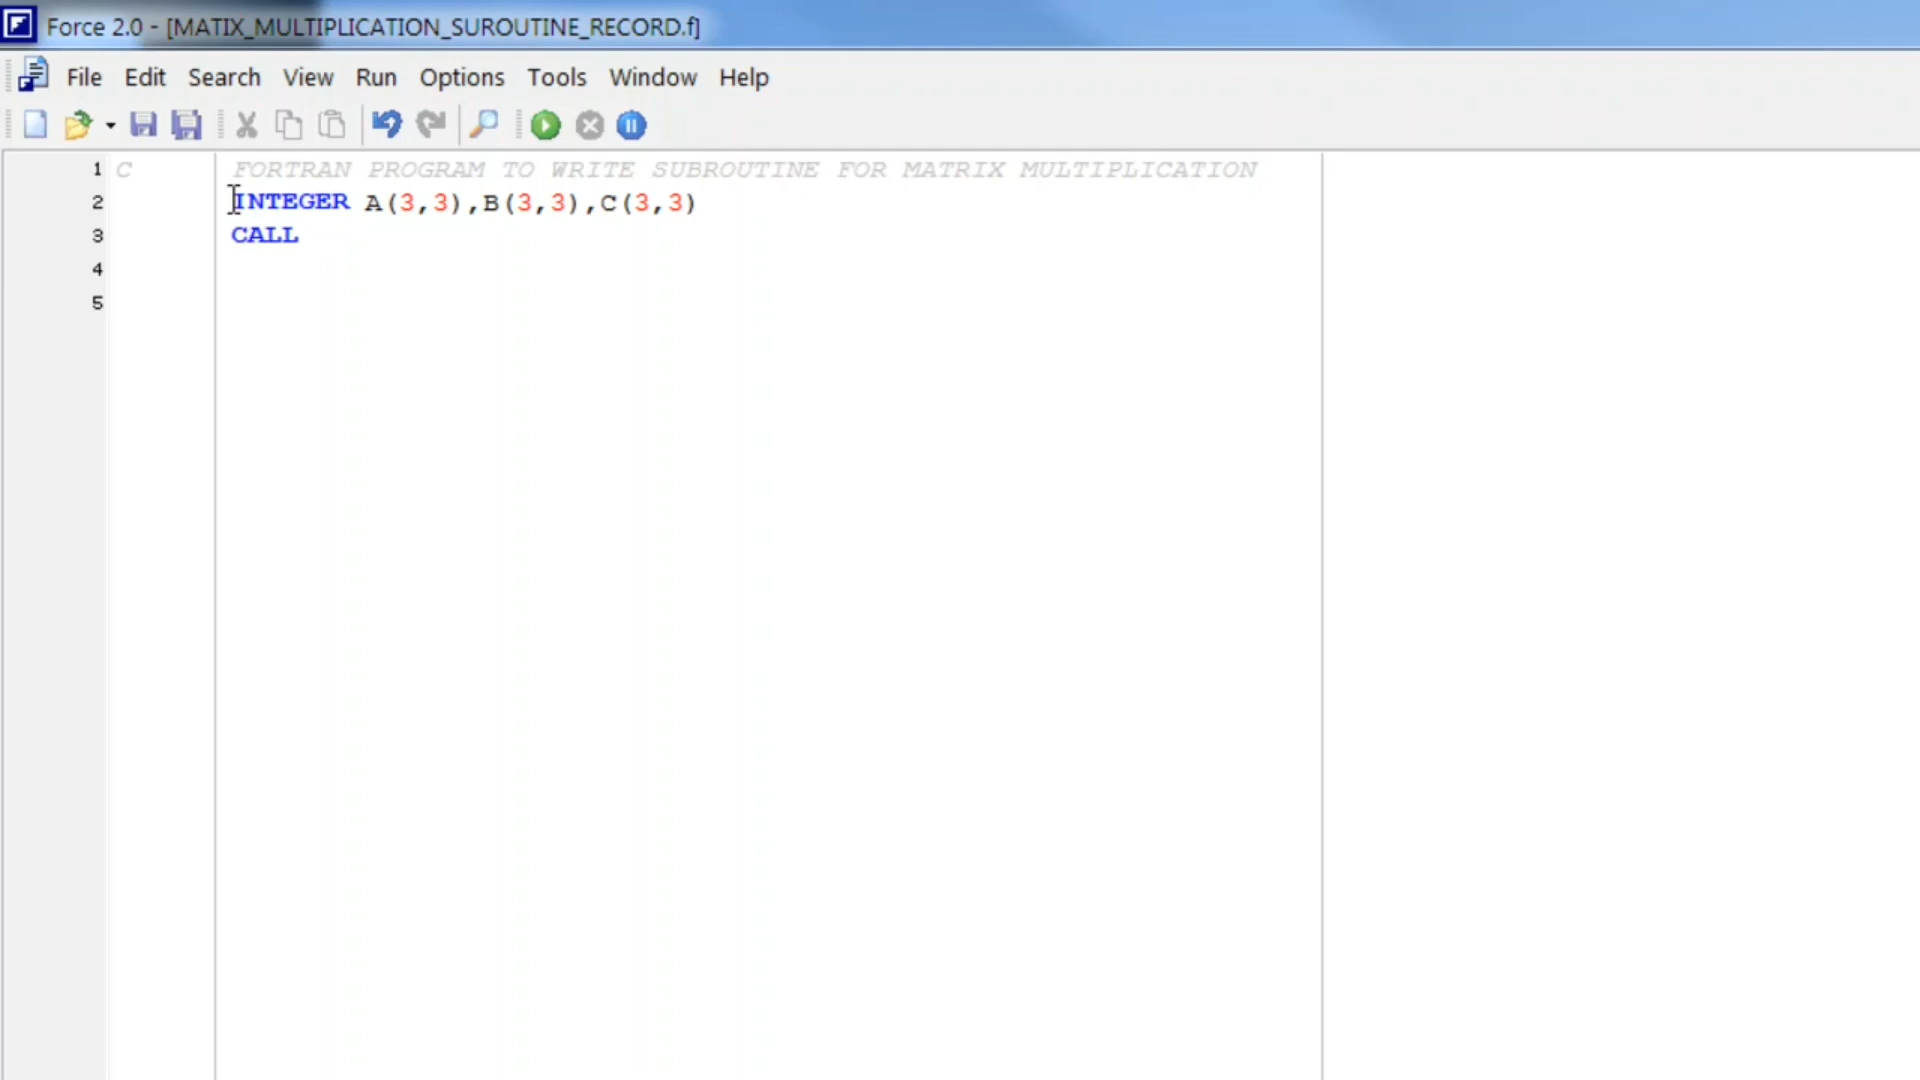 Force 2.0 - [MATIX_MULTIPLICATION_SUROUTINE_RECORD.f]
File Edit Search View Run Options Tools Window Help
1 C FORTRAN PROGRAM TO WRITE SUBROUTINE FOR MATRIX MULTIPLICATION
2 INTEGER A(3,3),B(3,3),C(3,3)
3 CALL
4
5